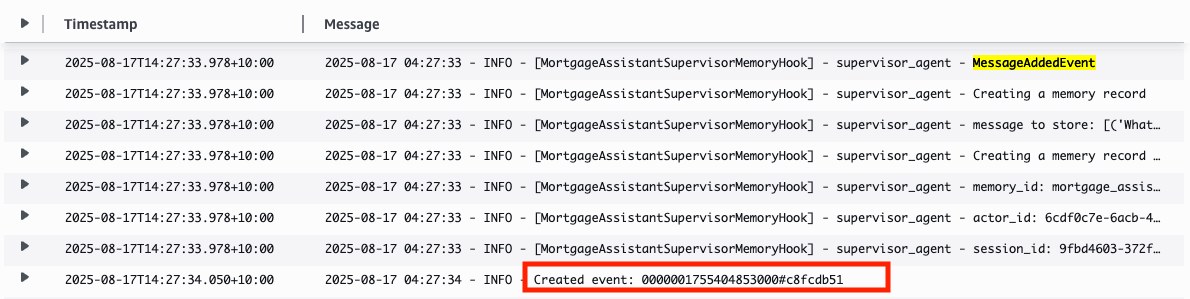 Timestamp Message
2025-08-17T14:27:33.978+10:00 2025-08-17 04:27:33 - INFO - [MortgageAssistantSupervisorMemoryHook] - supervisor_agent - MessageAddedEvent
2025-08-17T14:27:33.978+10:00 2025-08-17 04:27:33 - INFO - [MortgageAssistantSupervisorMemoryHook] - supervisor_agent - Creating a memory record
2025-08-17T14:27:33.978+10:00 2025-08-17 04:27:33 - INFO - [MortgageAssistantSupervisorMemoryHook] - supervisor_agent - message to store: [('What…
2025-08-17T14:27:33.978+10:00 2025-08-17 04:27:33 - INFO - [MortgageAssistantSupervisorMemoryHook] - supervisor_agent - Creating a memery record …
2025-08-17T14:27:33.978+10:00 2025-08-17 04:27:33 - INFO - [MortgageAssistantSupervisorMemoryHook] - supervisor_agent - memory_id: mortgage_assis…
2025-08-17T14:27:33.978+10:00 2025-08-17 04:27:33 - INFO - [MortgageAssistantSupervisorMemoryHook] - supervisor_agent - actor_id: 6cdf0c7e-6acb-4…
2025-08-17T14:27:33.978+10:00 2025-08-17 04:27:33 - INFO - [MortgageAssistantSupervisorMemoryHook] - supervisor_agent - session_id: 9fbd4603-372f…
2025-08-17T14:27:34.050+10:00 2025-08-17 04:27:34 - INFO - Created event: 0000001755404853000#c8fcdb51